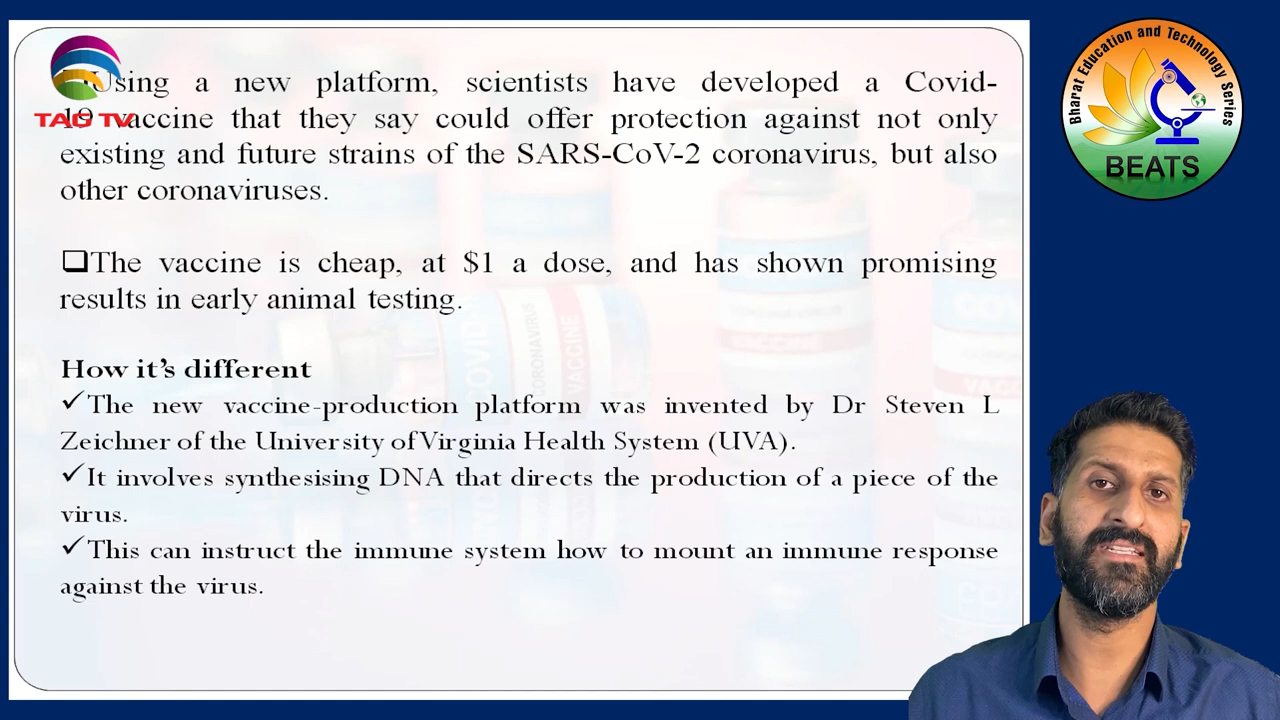 Using a new platform, scientists have developed a Covid-
19 vaccine that they say could offer protection against not only
existing and future strains of the SARS-CoV-2 coronavirus, but also
other coronaviruses.
❑The vaccine is cheap, at $1 a dose, and has shown promising
results in early animal testing.
How it's different
✓The new vaccine-production platform was invented by Dr Steven L
Zeichner of the University of Virginia Health System (UVA).
✓It involves synthesising DNA that directs the production of a piece of the
virus.
✓This can instruct the immune system how to mount an immune response
against the virus.
TAG TV
Bharat Education and Technology Series
BEATS
COVID
CORONAVIRUS
VACCINE
VACCINE